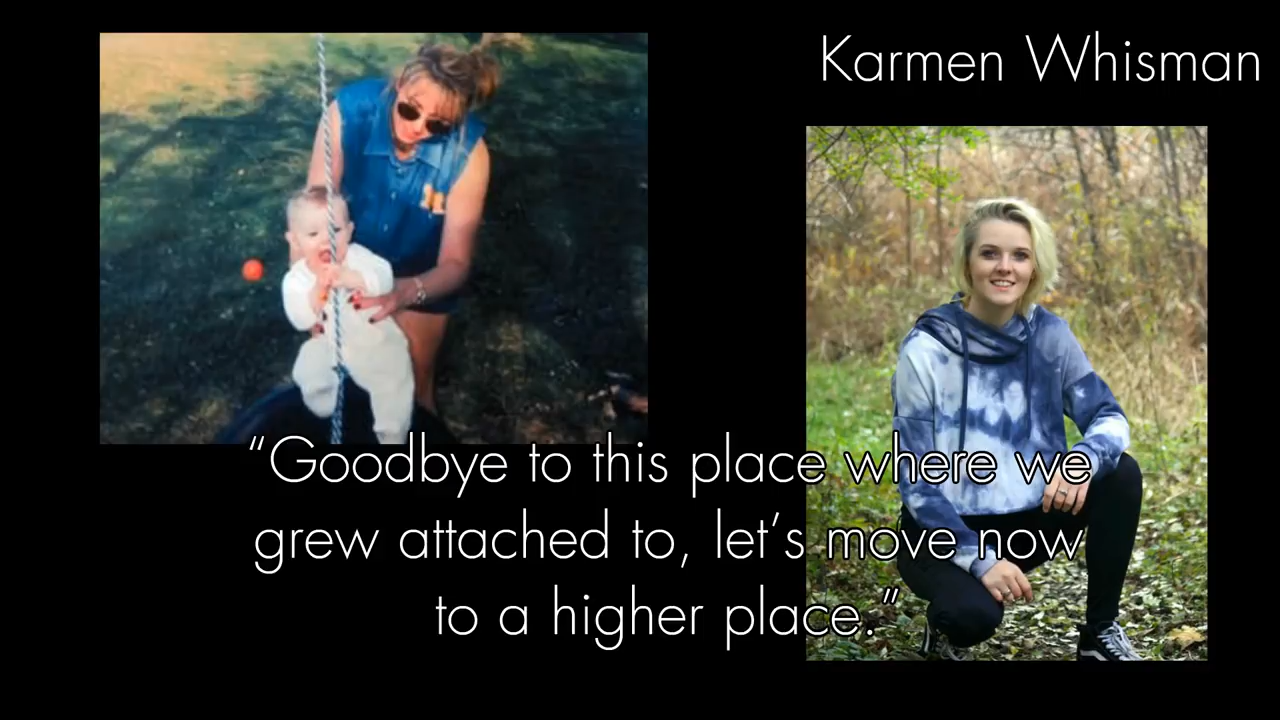 Karmen Whisman
“Goodbye to this place where we
grew attached to, let’s move now
to a higher place.”